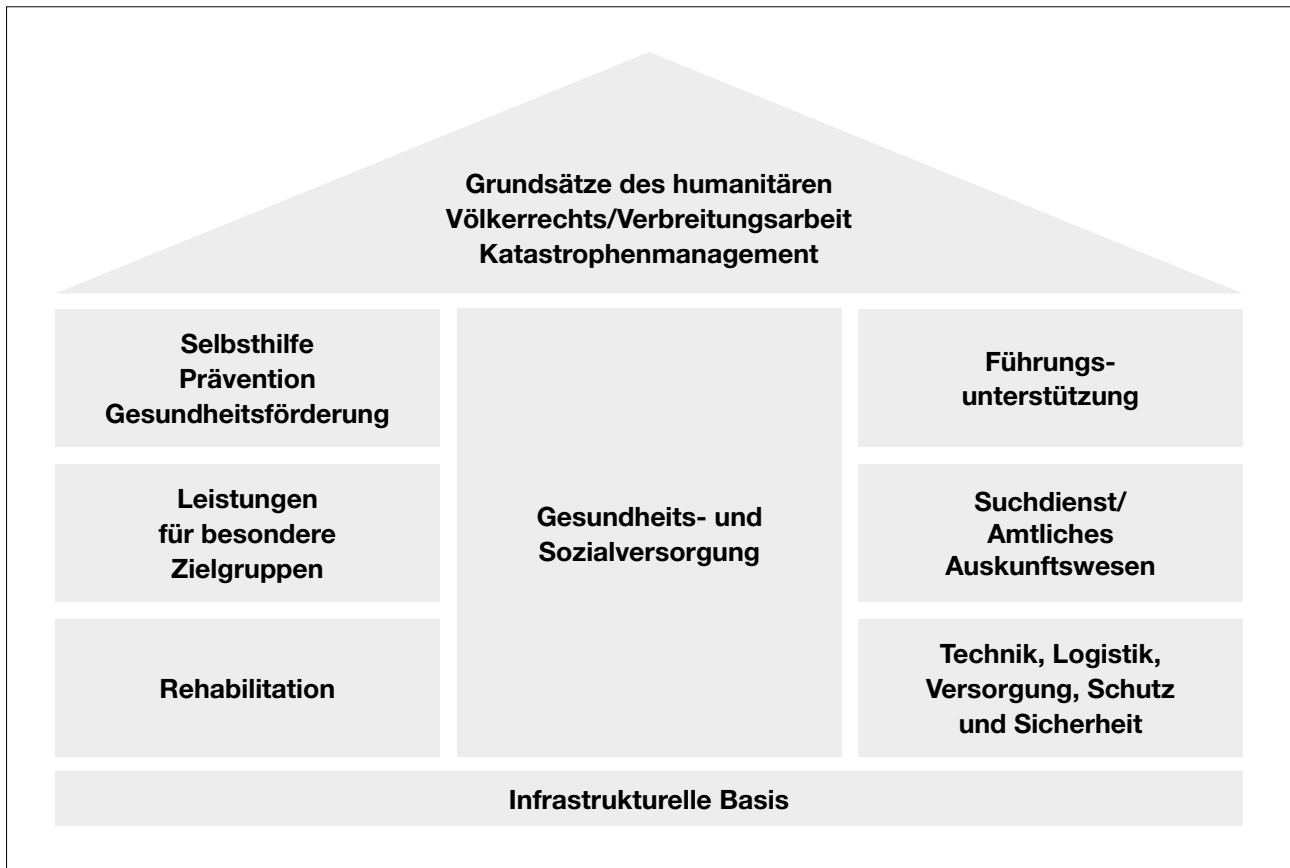 Grundsätze des humanitären
Völkerrechts/Verbreitungsarbeit
Katastrophenmanagement
Selbsthilfe
Prävention
Gesundheitsförderung
Leistungen
für besondere
Zielgruppen
Rehabilitation
Gesundheits- und
Sozialversorgung
Führungs-
unterstützung
Suchdienst/
Amtliches
Auskunftswesen
Technik, Logistik,
Versorgung, Schutz
und Sicherheit
Infrastrukturelle Basis